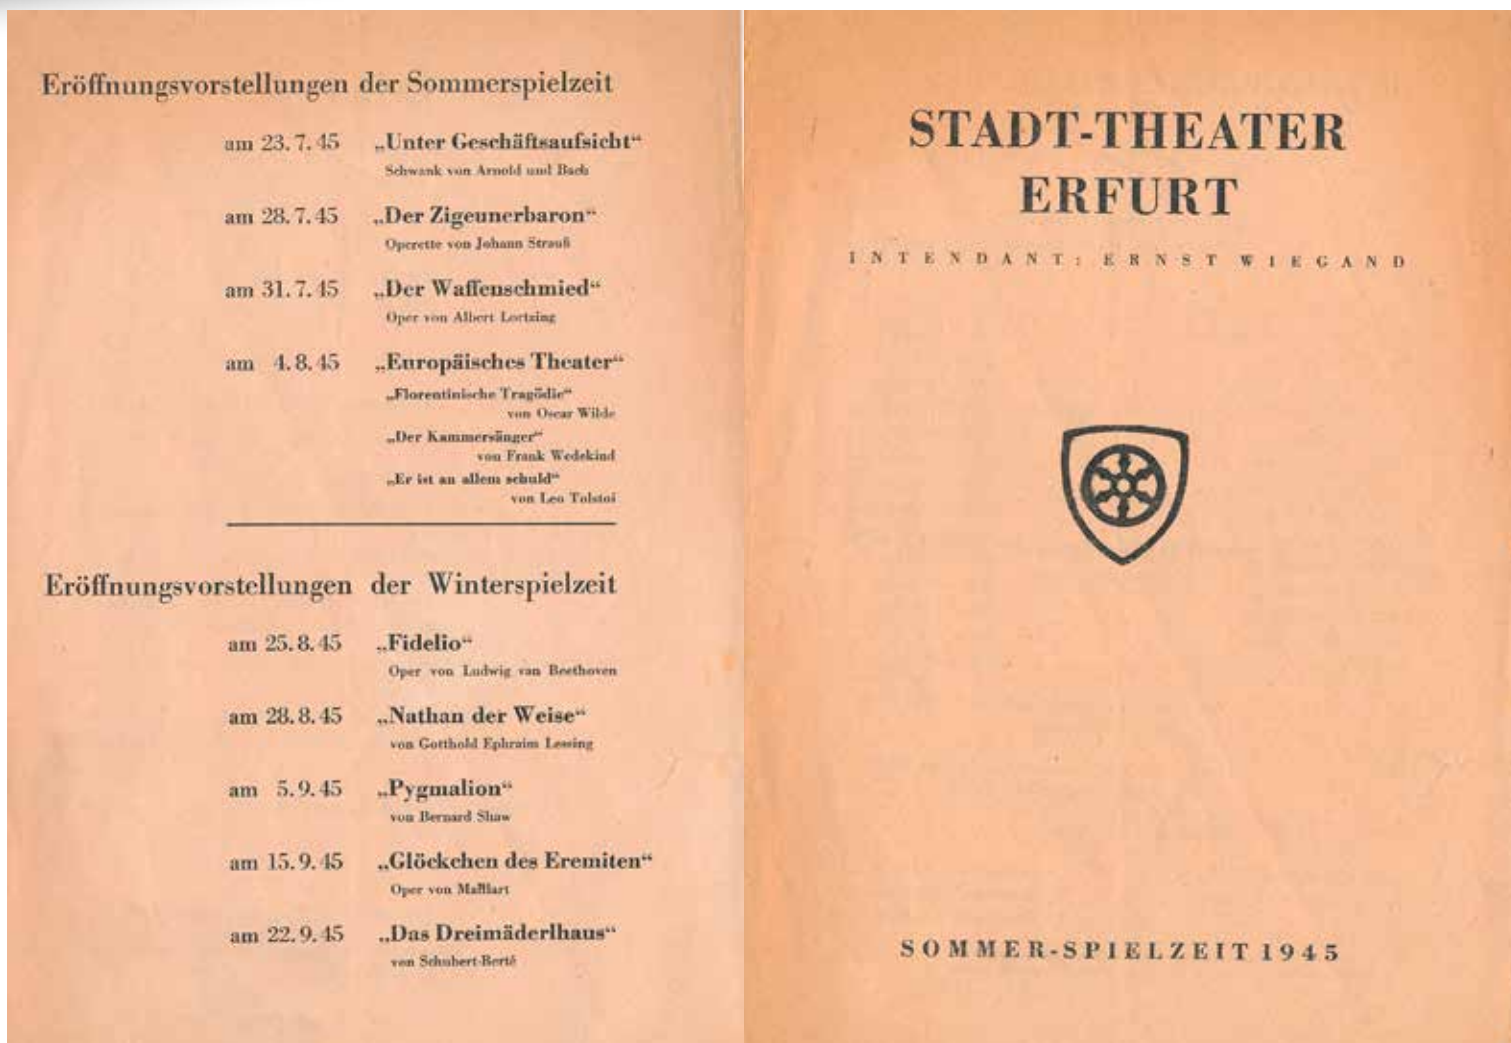 Eröffnungsvorstellungen der Sommerspielzeit
am 23.7.45 „Unter Geschäftsaufsicht“
Schwank von Arnold und Bach
am 28.7.45 „Der Zigeunerbaron“
Operette von Johann Strauß
am 31.7.45 „Der Waffenschmied“
Oper von Albert Lortzing
am 4.8.45 „Europäisches Theater“
„Florentinische Tragödie“
von Oscar Wilde
„Der Kammersänger“
von Frank Wedekind
„Er ist an allem schuld“
von Leo Tolstoi
Eröffnungsvorstellungen der Winterspielzeit
am 25.8.45 „Fidelio“
Oper von Ludwig van Beethoven
am 28.8.45 „Nathan der Weise“
von Gotthold Ephraim Lessing
am 5.9.45 „Pygmalion“
von Bernard Shaw
am 15.9.45 „Glöckchen des Eremiten“
Oper von Maillart
am 22.9.45 „Das Dreimäderlhaus“
von Schubert-Berté
STADT-THEATER
ERFURT
INTENDANT: ERNST WIEGAND
SOMMER-SPIELZEIT 1945